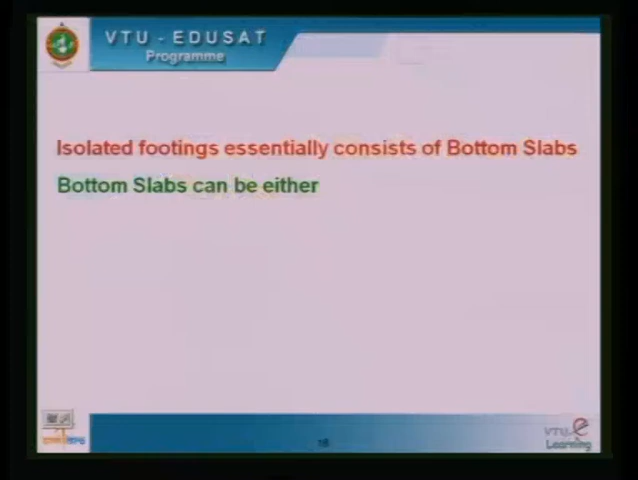 VTU - EDUSAT
Programme
Isolated footings essentially consists of Bottom Slabs
Bottom Slabs can be either
VTU e
Learning